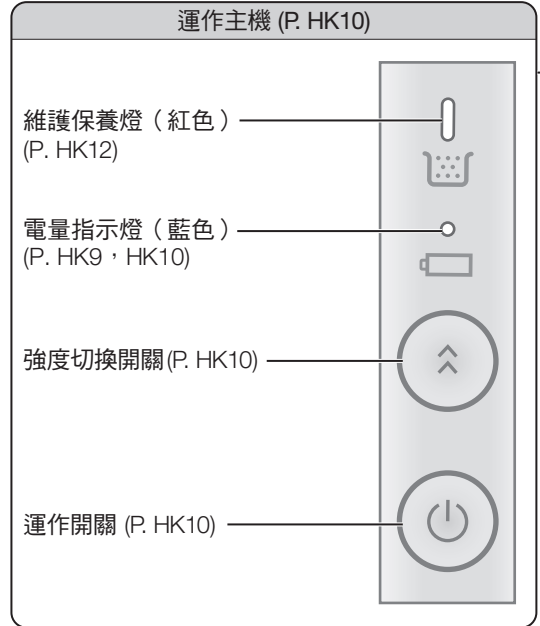 運作主機 (P. HK10)
維護保養燈（紅色）
(P. HK12)
電量指示燈（藍色）
(P. HK9，HK10)
強度切換開關(P. HK10)
運作開關 (P. HK10)